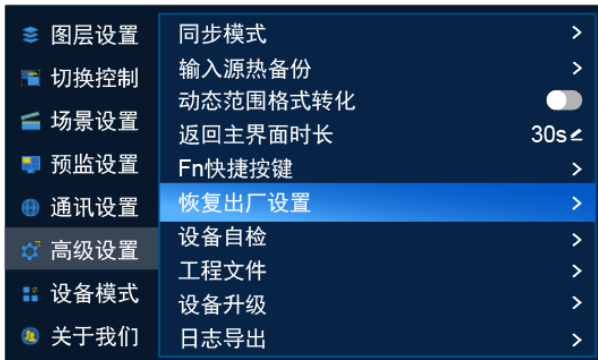 图层设置
切换控制
场景设置
预监设置
通讯设置
高级设置
设备模式
关于我们
同步模式
输入源热备份
动态范围格式转化
返回主界面时长 30s
Fn快捷按键
恢复出厂设置
设备自检
工程文件
设备升级
日志导出